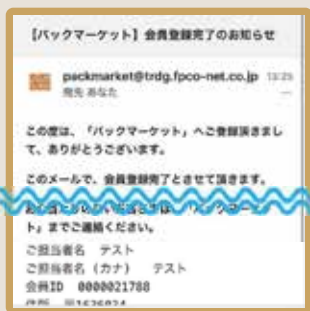 【パックマーケット】会員登録完了のお知らせ
packmarket@trdg.fpco-net.co.jp 13:25
宛先 あなた
この度は、「パックマーケット」へご登録頂きまし
て、ありがとうございます。
このメールで、会員登録完了とさせて頂きます。
ト」までご連絡ください。
ご担当者名 テスト
ご担当者名（カナ） テスト
会員ID 0000021788